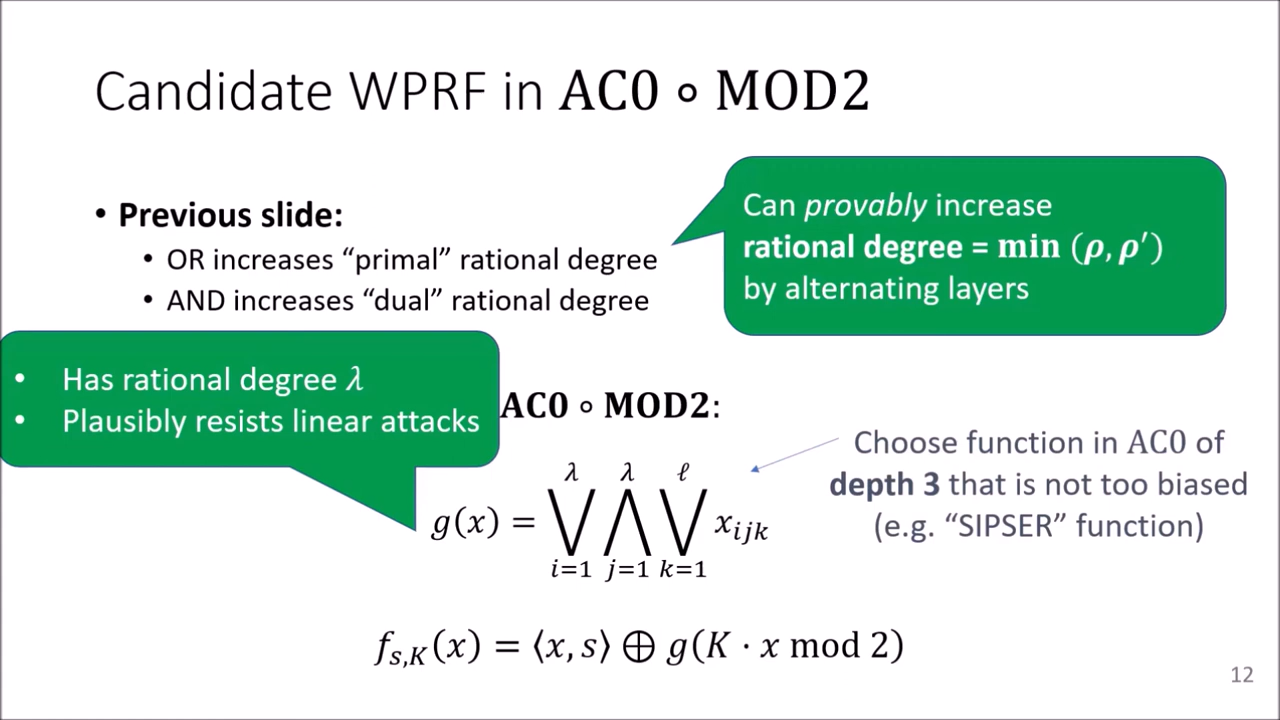 Candidate WPRF in AC0 ∘ MOD2
• Previous slide:
• OR increases “primal” rational degree
• AND increases “dual” rational degree
Can provably increase
rational degree = min (ρ, ρ′)
by alternating layers
• Has rational degree λ
• Plausibly resists linear attacks
AC0 ∘ MOD2:
Choose function in AC0 of
depth 3 that is not too biased
(e.g. “SIPSER” function)
g(x) = ⋁_{i=1}^{λ} ⋀_{j=1}^{λ} ⋁_{k=1}^{ℓ} x_{ijk}
f_{s,K}(x) = ⟨x, s⟩ ⊕ g(K · x mod 2)
12